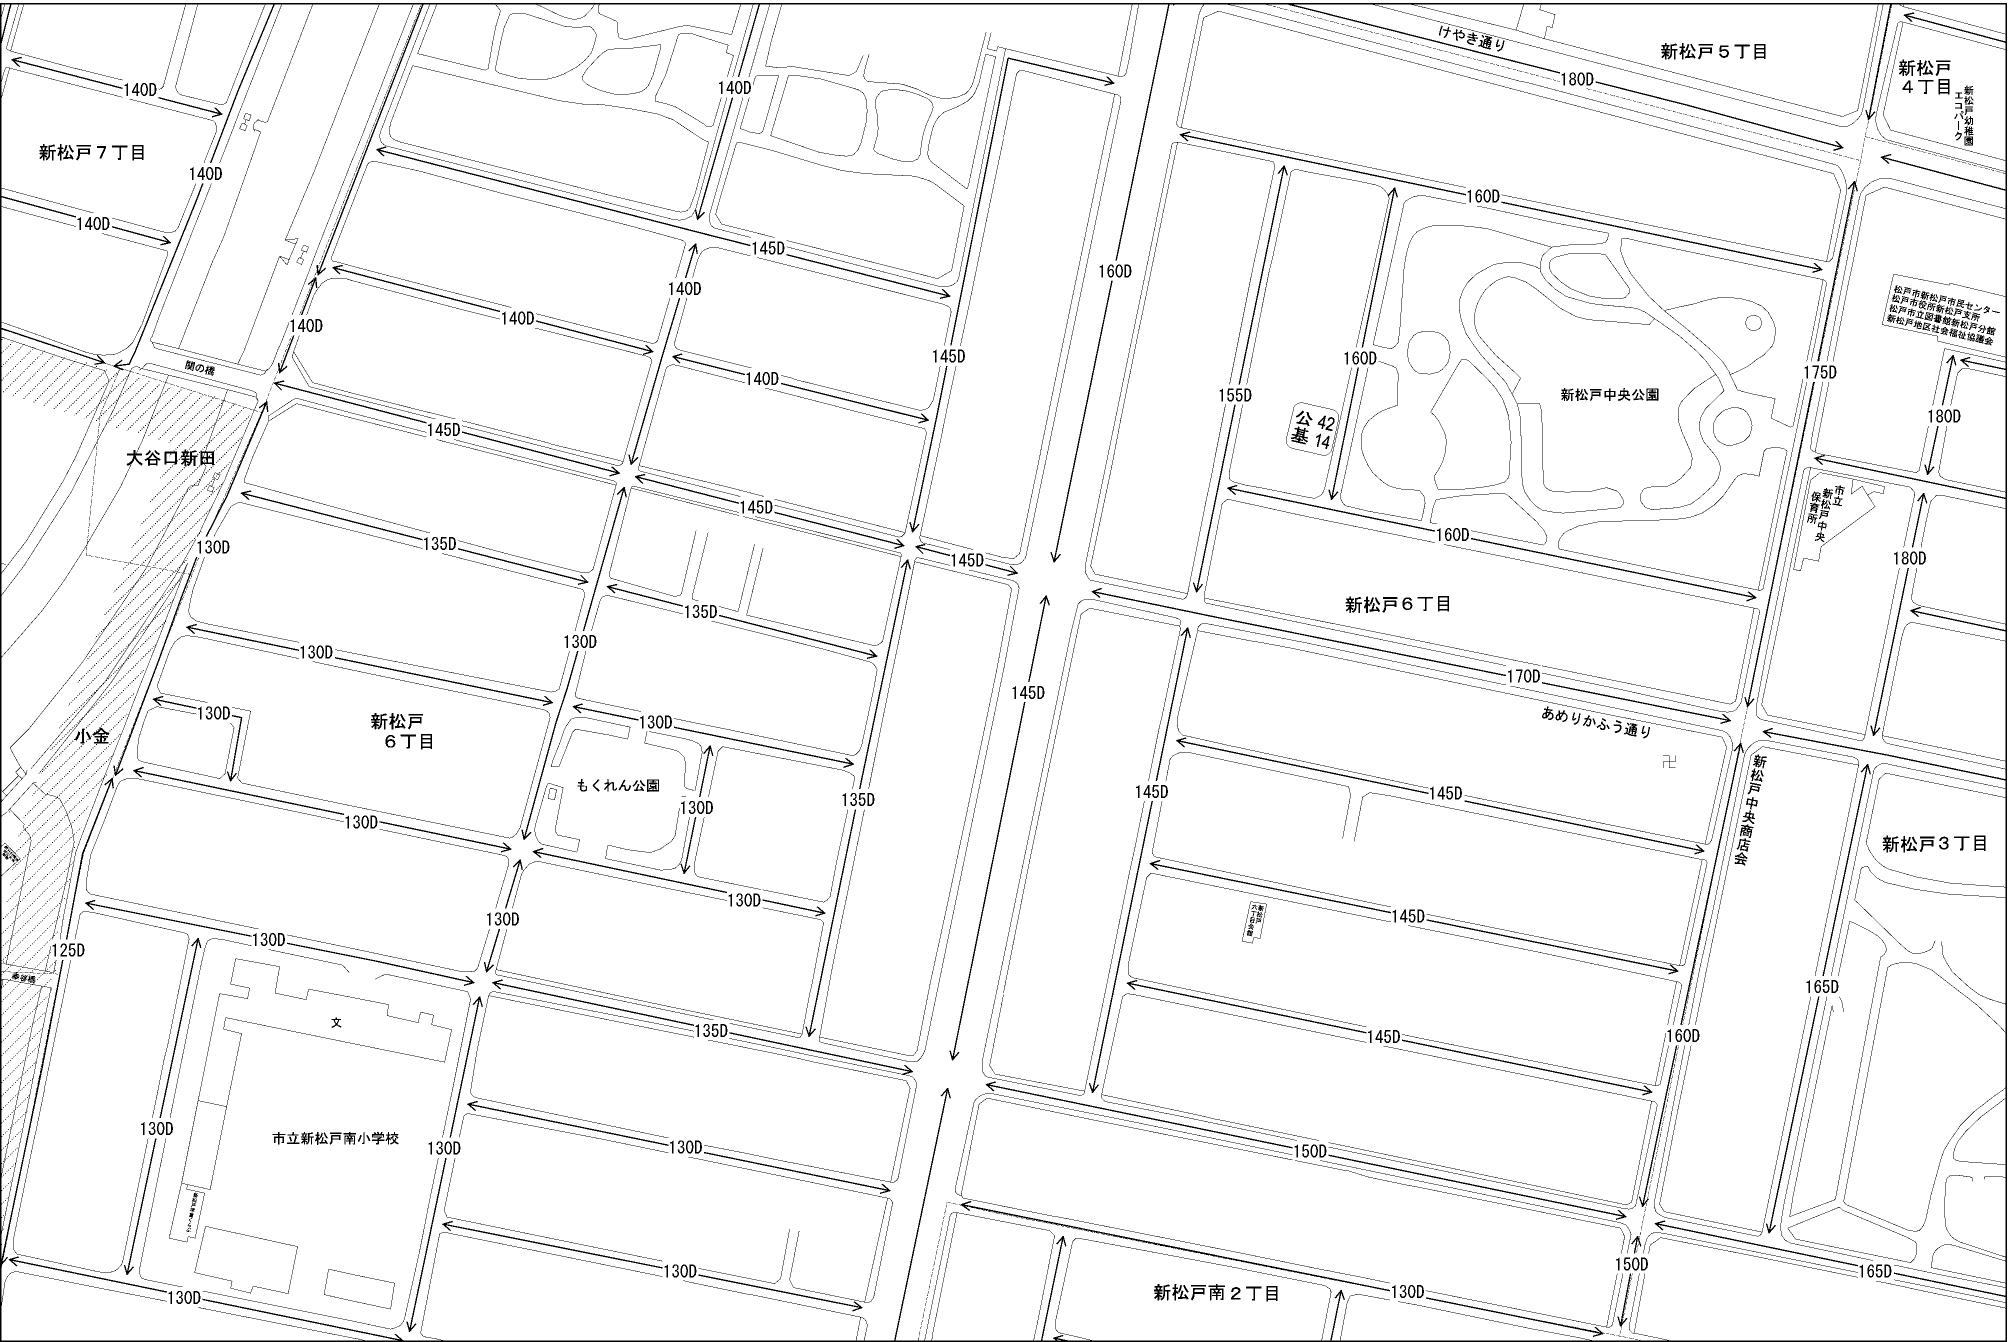 けやき通り
新松戸５丁目
180D
新松戸
４丁目
新松戸幼稚園
エコパーク
140D
140D
新松戸７丁目
140D
140D
160D
145D
160D
140D
140D
140D
140D
145D
140D
関の橋
松戸市新松戸市民センター
松戸市役所新松戸支所
松戸市立図書館新松戸分館
新松戸地区社会福祉協議会
160D
175D
155D
新松戸中央公園
公 42
基 14
180D
145D
大谷口新田
145D
市立
新松戸中央
保育所
160D
130D
135D
145D
180D
135D
新松戸６丁目
130D
130D
170D
145D
130D
130D
新松戸
６丁目
小金
あめりかふう通り
卍
新松戸中央商店会
もくれん公園
130D
135D
145D
145D
130D
新松戸３丁目
130D
145D
新松戸
六丁目会館
130D
130D
125D
165D
文
135D
145D
160D
130D
市立新松戸南小学校
130D
130D
150D
130D
130D
新松戸南２丁目
130D
150D
165D